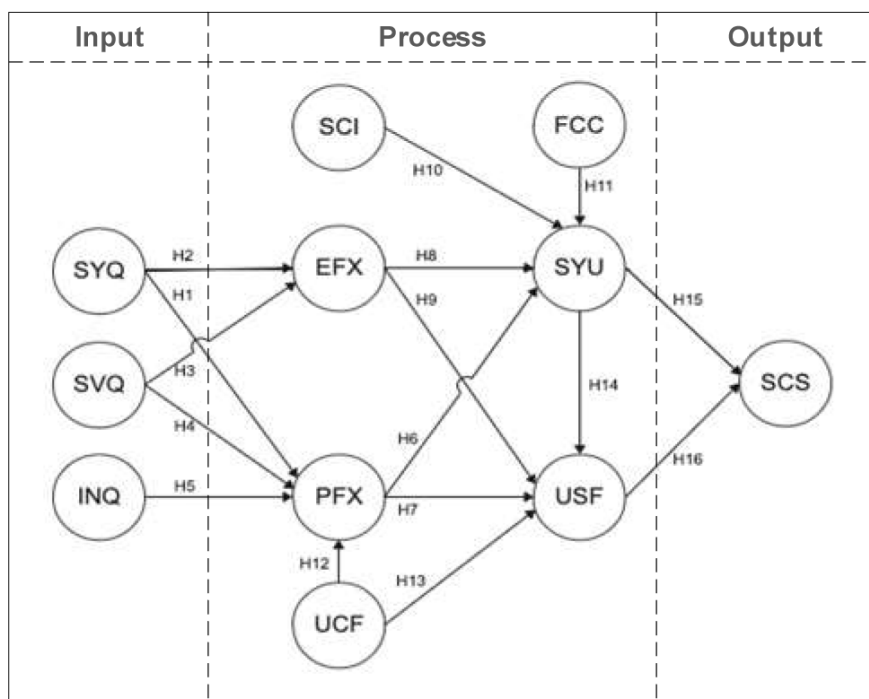 Input
Process
Output
SCI
FCC
H10
H11
SYQ
H2
EFX
H8
SYU
H1
H9
H15
SVQ
H3
H14
SCS
H4
H6
H16
INQ
H5
PFX
H7
USF
H12
H13
UCF